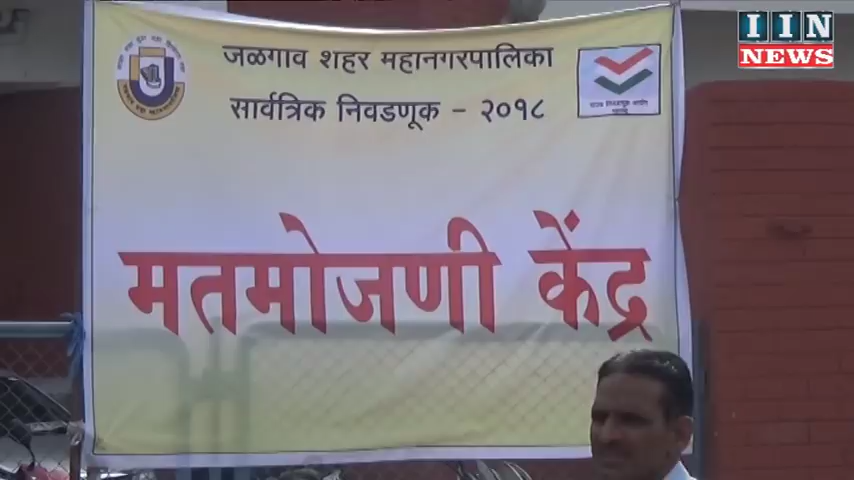 IIN
NEWS
जळगाव शहर महानगरपालिका
सार्वत्रिक निवडणूक - २०१८
मतमोजणी केंद्र